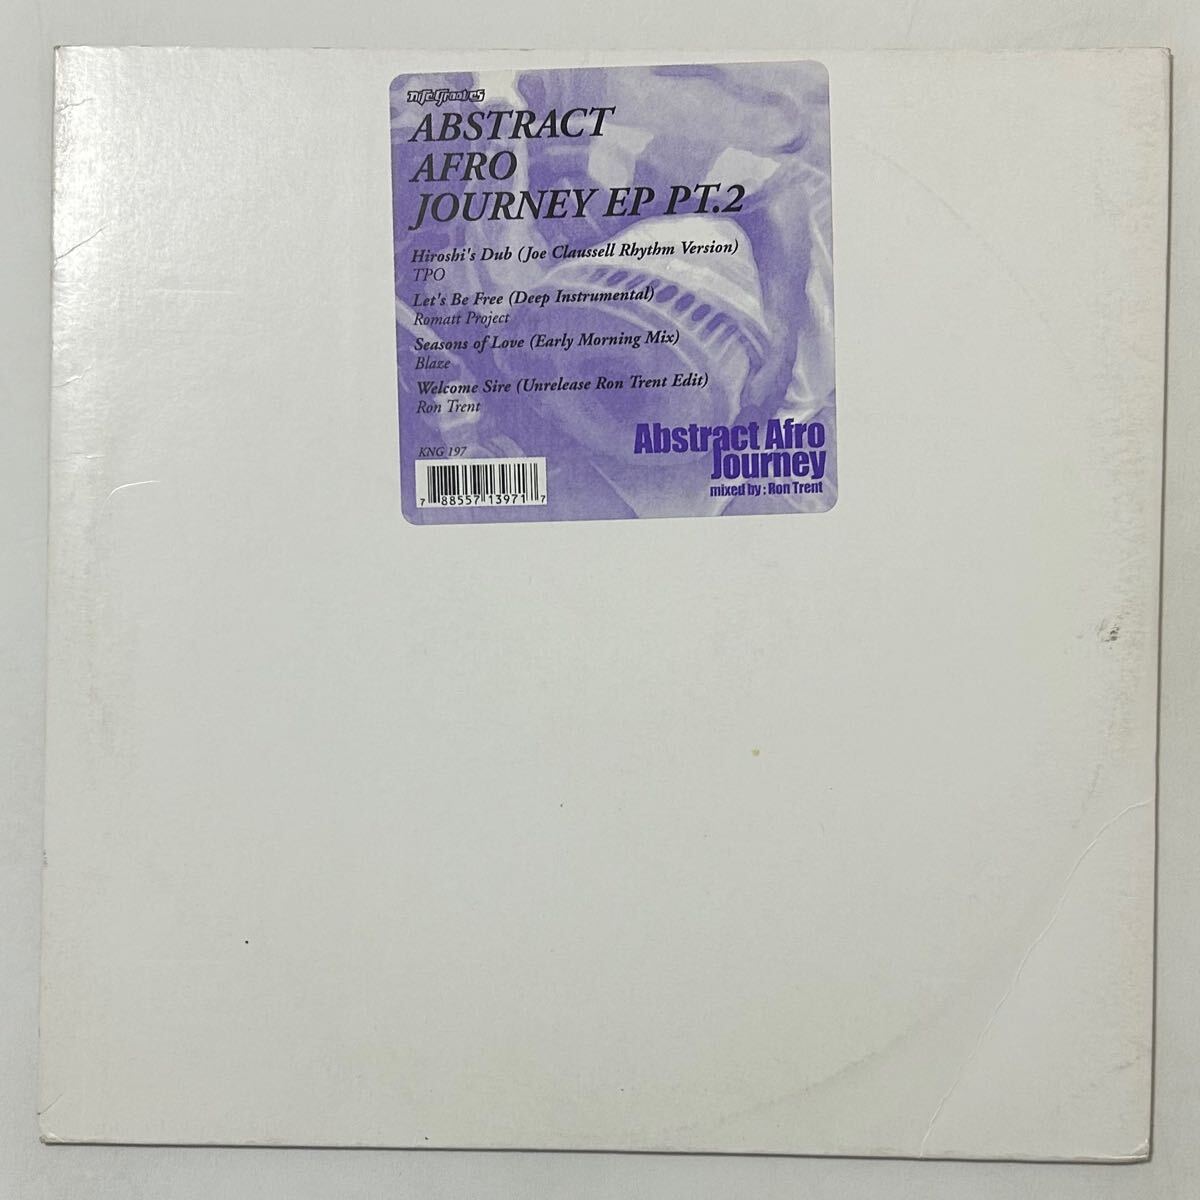 nite grooves
ABSTRACT
AFRO
JOURNEY EP PT.2
Hiroshi's Dub (Joe Claussell Rhythm Version)
TPO
Let's Be Free (Deep Instrumental)
Romatt Project
Seasons of Love (Early Morning Mix)
Blaze
Welcome Sire (Unrelease Ron Trent Edit)
Ron Trent
KNG 197
7 88557 13971 7
Abstract Afro
Journey
mixed by : Ron Trent